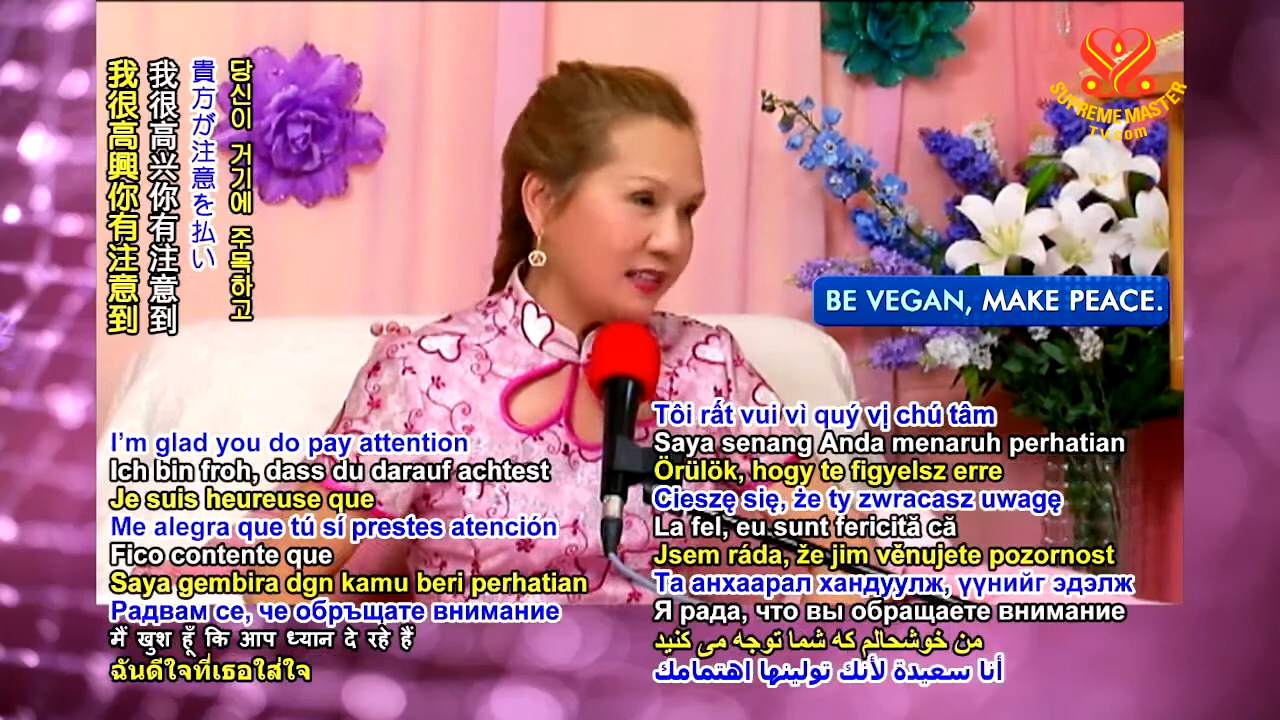 SUPREME MASTER
TV.com
我很高興你有注意到
我很高兴你有注意到
貴方が注意を払い
당신이 거기에 주목하고
BE VEGAN, MAKE PEACE.
I'm glad you do pay attention
Ich bin froh, dass du darauf achtest
Je suis heureuse que
Me alegra que tú sí prestes atención
Fico contente que
Saya gembira dgn kamu beri perhatian
Радвам се, че обръщате внимание
मैं खुश हूँ कि आप ध्यान दे रहे हैं
ฉันดีใจที่เธอใส่ใจ
Tôi rất vui vì quý vị chú tâm
Saya senang Anda menaruh perhatian
Örülök, hogy te figyelsz erre
Cieszę się, że ty zwracasz uwagę
La fel, eu sunt fericită că
Jsem ráda, že jim věnujete pozornost
Та анхаарал хандуулж, үүнийг эдэлж
Я рада, что вы обращаете внимание
من خوشحالم که شما توجه می کنید
أنا سعيدة لأنك تولينها اهتمامك